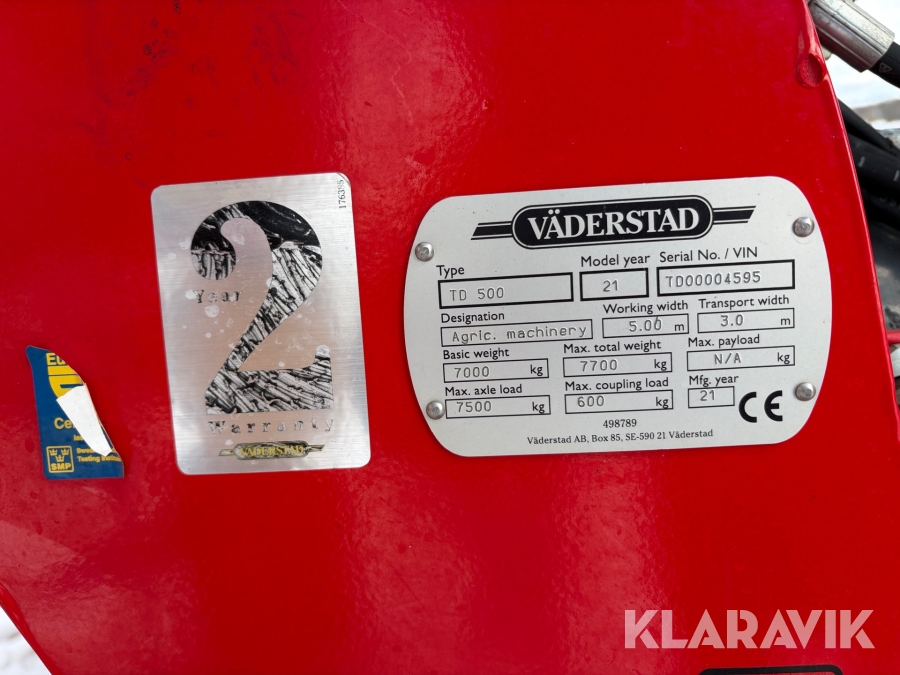 176395
Year
2
Warranty
VÄDERSTAD
SMP
VÄDERSTAD
Type
Model year
Serial No. / VIN
TD 500
21
TD00004595
Designation
Working width
Transport width
Agric. machinery
5.00 m
3.0 m
Basic weight
Max. total weight
Max. payload
7000 kg
7700 kg
N/A kg
Max. axle load
Max. coupling load
Mfg. year
7500 kg
600 kg
21
CE
498789
Väderstad AB, Box 85, SE-590 21 Väderstad
KLARAVIK